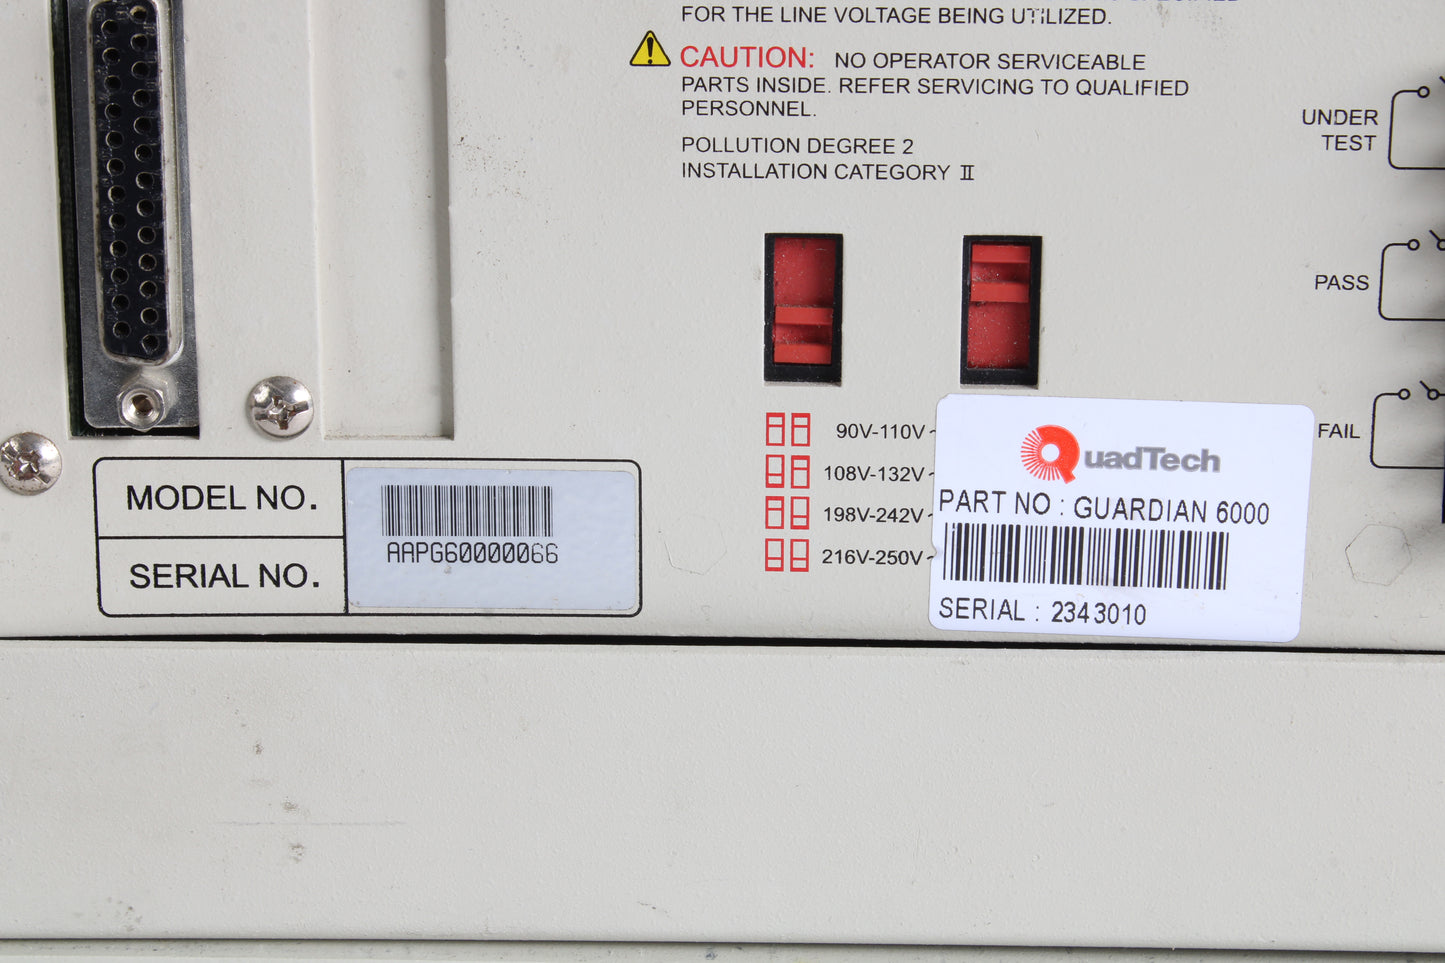 FOR THE LINE VOLTAGE BEING UTILIZED.
CAUTION: NO OPERATOR SERVICEABLE
PARTS INSIDE. REFER SERVICING TO QUALIFIED
PERSONNEL.
POLLUTION DEGREE 2
INSTALLATION CATEGORY II
UNDER
TEST
PASS
FAIL
90V-110V~
108V-132V~
198V-242V~
216V-250V~
MODEL NO.
SERIAL NO.
AAPG60000066
QuadTech
PART NO : GUARDIAN 6000
SERIAL : 2343010